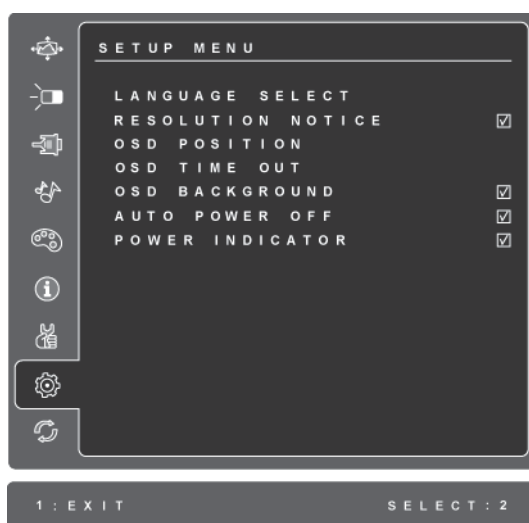 SETUP MENU
LANGUAGE SELECT
RESOLUTION NOTICE
OSD POSITION
OSD TIME OUT
OSD BACKGROUND
AUTO POWER OFF
POWER INDICATOR
1:EXIT SELECT:2